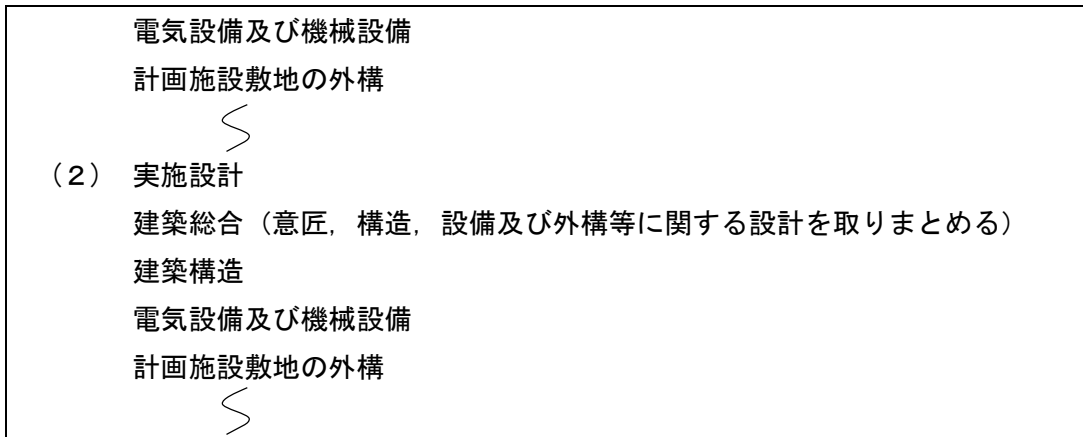 電気設備及び機械設備
計画施設敷地の外構
（２） 実施設計
建築総合（意匠，構造，設備及び外構等に関する設計を取りまとめる）
建築構造
電気設備及び機械設備
計画施設敷地の外構